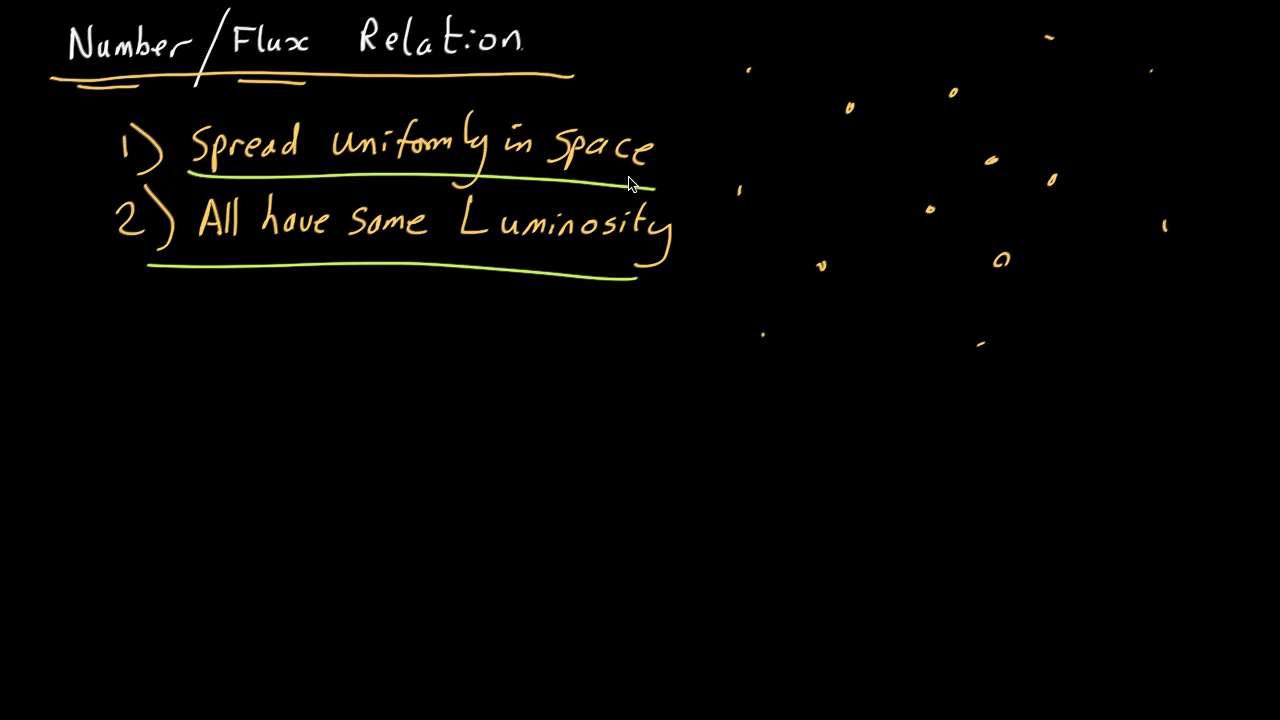 Number/Flux Relation
1) Spread uniformly in space
2) All have same Luminosity